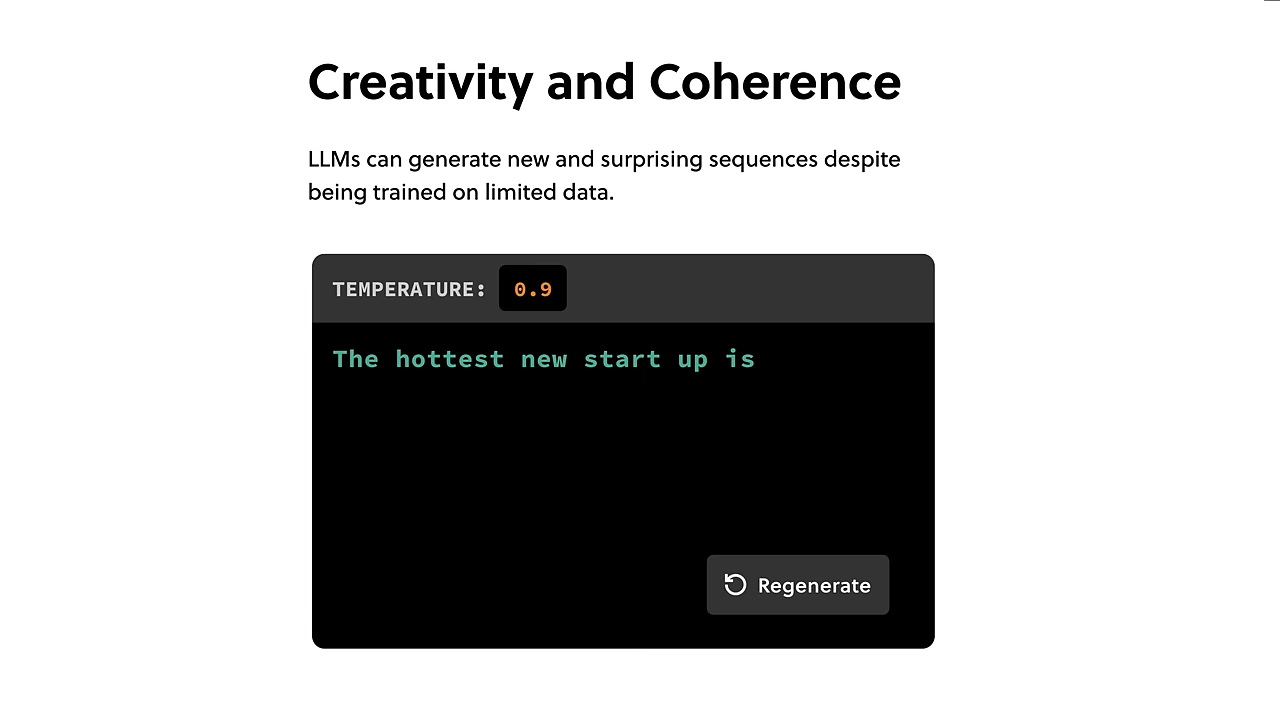 Creativity and Coherence
LLMs can generate new and surprising sequences despite
being trained on limited data.
TEMPERATURE: 0.9
The hottest new start up is
Regenerate